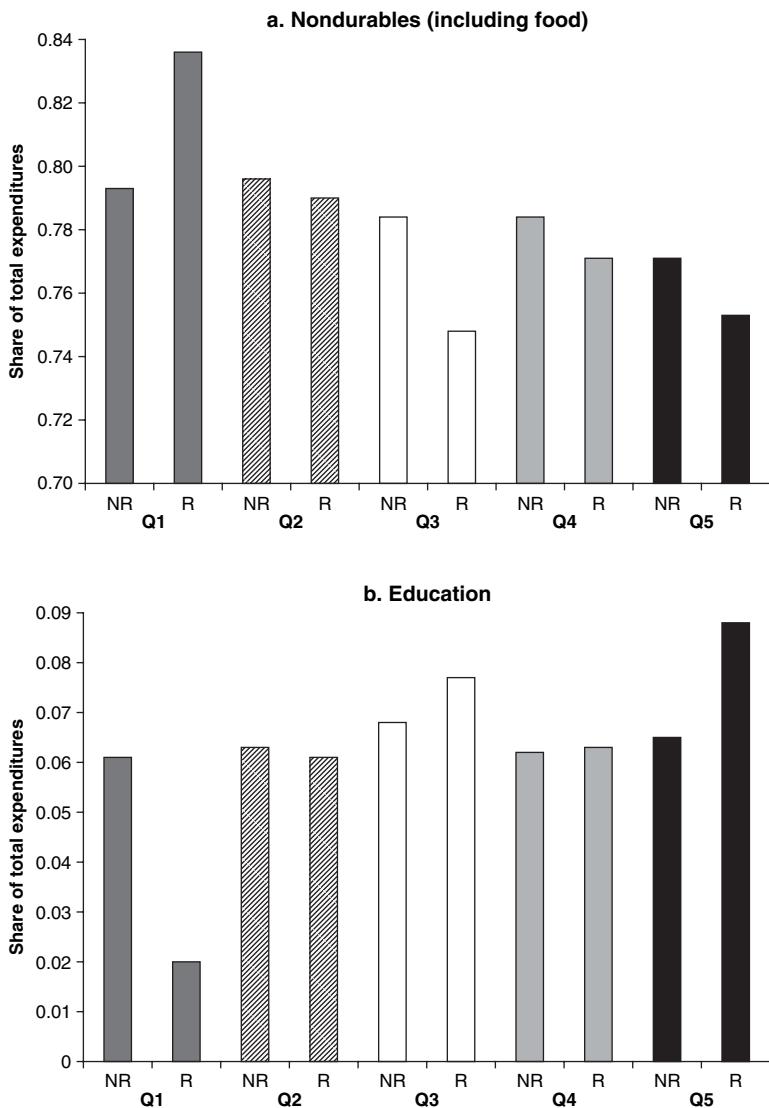 a. Nondurables (including food)
Share of total expenditures
0.84
0.82
0.80
0.78
0.76
0.74
0.72
0.70
NR R NR R NR R NR R NR R
Q1 Q2 Q3 Q4 Q5
b. Education
Share of total expenditures
0.09
0.08
0.07
0.06
0.05
0.04
0.03
0.02
0.01
0
NR R NR R NR R NR R NR R
Q1 Q2 Q3 Q4 Q5